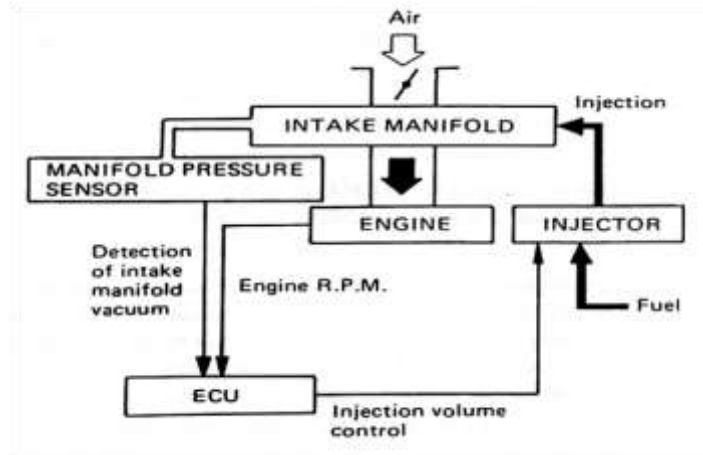 Air
Injection
INTAKE MANIFOLD
MANIFOLD PRESSURE
SENSOR
ENGINE
INJECTOR
Detection
of intake
manifold
vacuum
Engine R.P.M.
Fuel
ECU
Injection volume
control